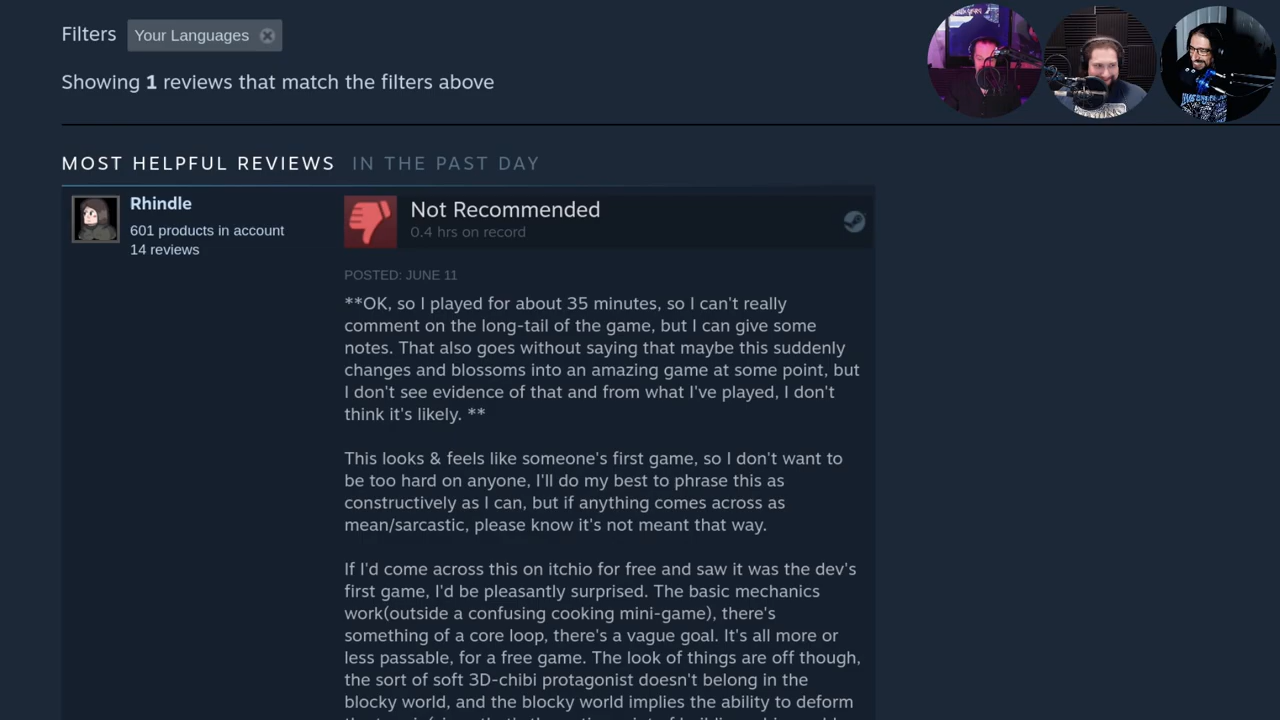 Filters
Your Languages
Showing 1 reviews that match the filters above
MOST HELPFUL REVIEWS IN THE PAST DAY
Rhindle
601 products in account
14 reviews
Not Recommended
0.4 hrs on record
POSTED: JUNE 11
**OK, so I played for about 35 minutes, so I can't really
comment on the long-tail of the game, but I can give some
notes. That also goes without saying that maybe this suddenly
changes and blossoms into an amazing game at some point, but
I don't see evidence of that and from what I've played, I don't
think it's likely. **
This looks & feels like someone's first game, so I don't want to
be too hard on anyone, I'll do my best to phrase this as
constructively as I can, but if anything comes across as
mean/sarcastic, please know it's not meant that way.
If I'd come across this on itchio for free and saw it was the dev's
first game, I'd be pleasantly surprised. The basic mechanics
work(outside a confusing cooking mini-game), there's
something of a core loop, there's a vague goal. It's all more or
less passable, for a free game. The look of things are off though,
the sort of soft 3D-chibi protagonist doesn't belong in the
blocky world, and the blocky world implies the ability to deform